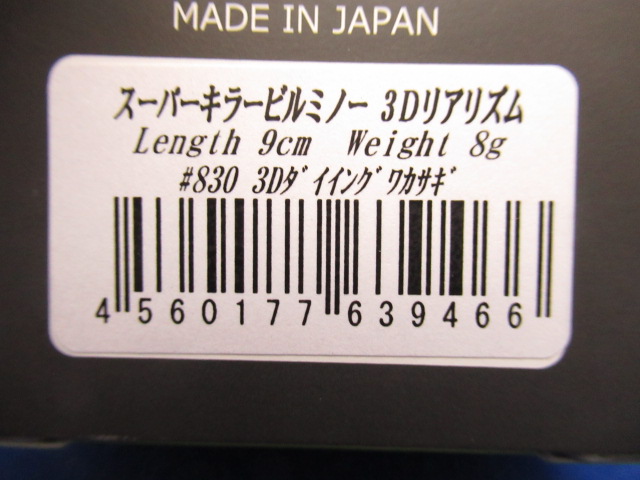 MADE IN JAPAN
スーパーキラービルミノー 3Dリアリズム
Length 9cm Weight 8g
#830 3Dﾀﾞｲｲﾝｸﾞﾜｶｻｷﾞ
4 560177 639466